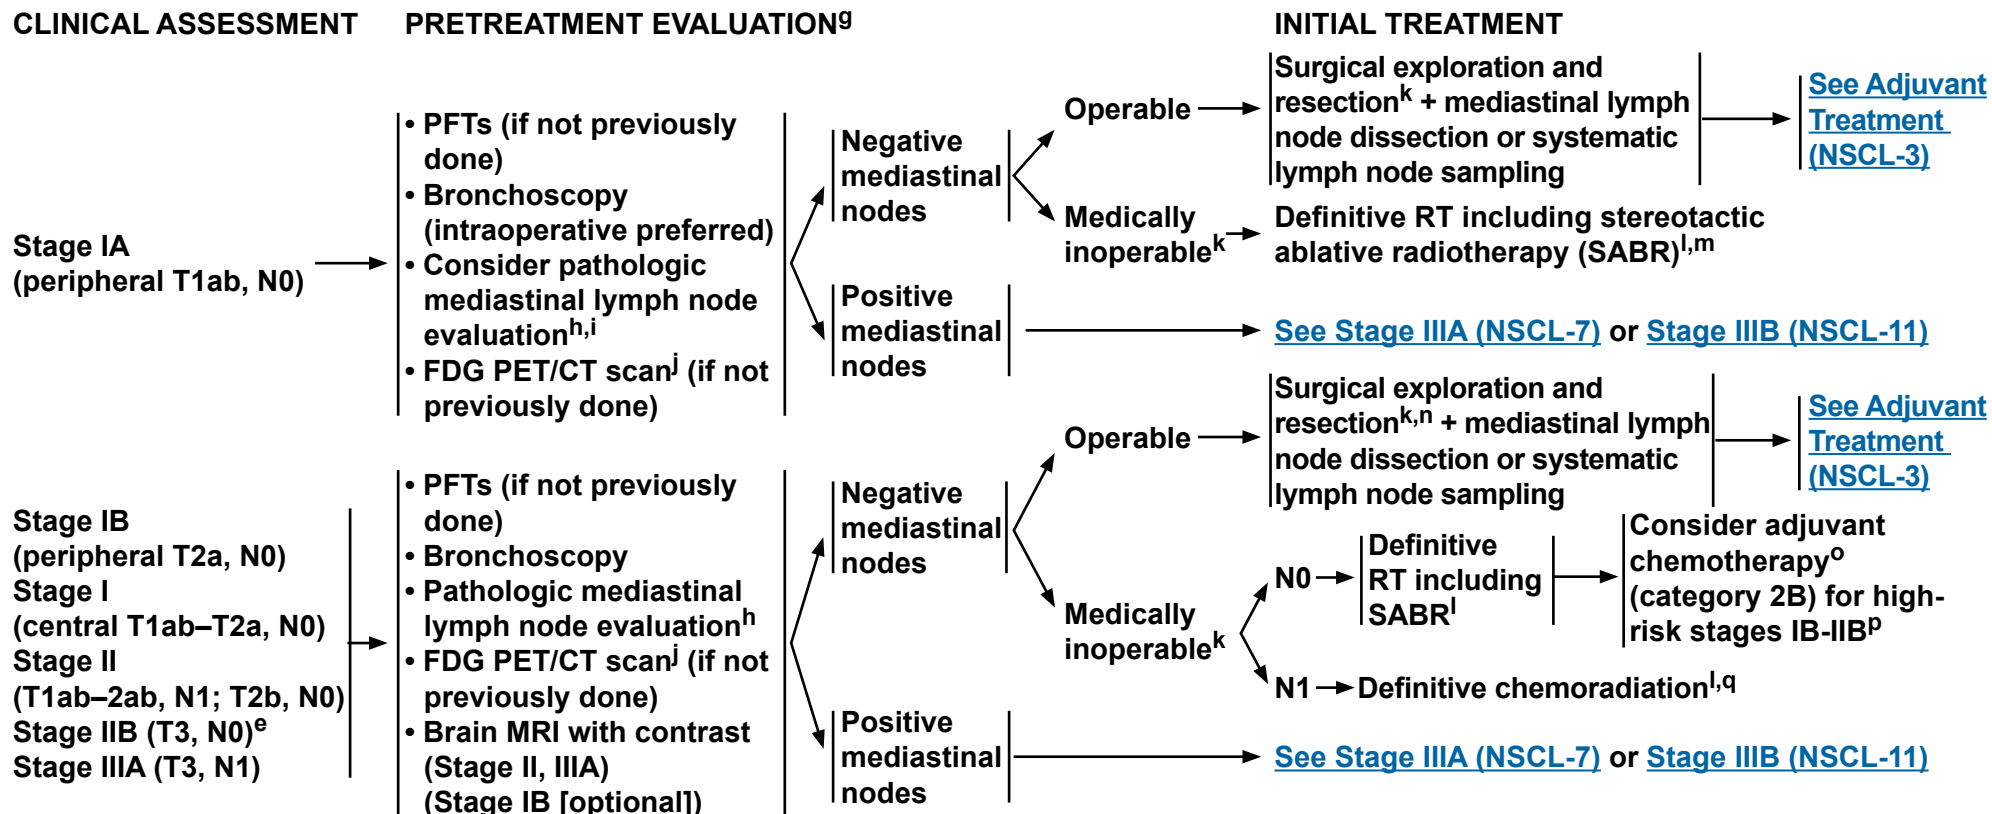 CLINICAL ASSESSMENT
PRETREATMENT EVALUATIONg
INITIAL TREATMENT
Stage IA
(peripheral T1ab, N0)
• PFTs (if not previously
done)
• Bronchoscopy
(intraoperative preferred)
• Consider pathologic
mediastinal lymph node
evaluationh,i
• FDG PET/CT scanj (if not
previously done)
Negative
mediastinal
nodes
Operable
Surgical exploration and
resectionk + mediastinal lymph
node dissection or systematic
lymph node sampling
See Adjuvant
Treatment
(NSCL-3)
Medically
inoperablek
Definitive RT including stereotactic
ablative radiotherapy (SABR)l,m
Positive
mediastinal
nodes
See Stage IIIA (NSCL-7) or Stage IIIB (NSCL-11)
Stage IB
(peripheral T2a, N0)
Stage I
(central T1ab–T2a, N0)
Stage II
(T1ab–2ab, N1; T2b, N0)
Stage IIB (T3, N0)e
Stage IIIA (T3, N1)
• PFTs (if not previously
done)
• Bronchoscopy
• Pathologic mediastinal
lymph node evaluationh
• FDG PET/CT scanj (if not
previously done)
• Brain MRI with contrast
(Stage II, IIIA)
(Stage IB [optional])
Negative
mediastinal
nodes
Operable
Surgical exploration and
resectionk,n + mediastinal lymph
node dissection or systematic
lymph node sampling
See Adjuvant
Treatment
(NSCL-3)
Medically
inoperablek
N0
Definitive
RT including
SABRl
Consider adjuvant
chemotherapyo
(category 2B) for high-
risk stages IB-IIBp
N1
Definitive chemoradiationl,q
Positive
mediastinal
nodes
See Stage IIIA (NSCL-7) or Stage IIIB (NSCL-11)